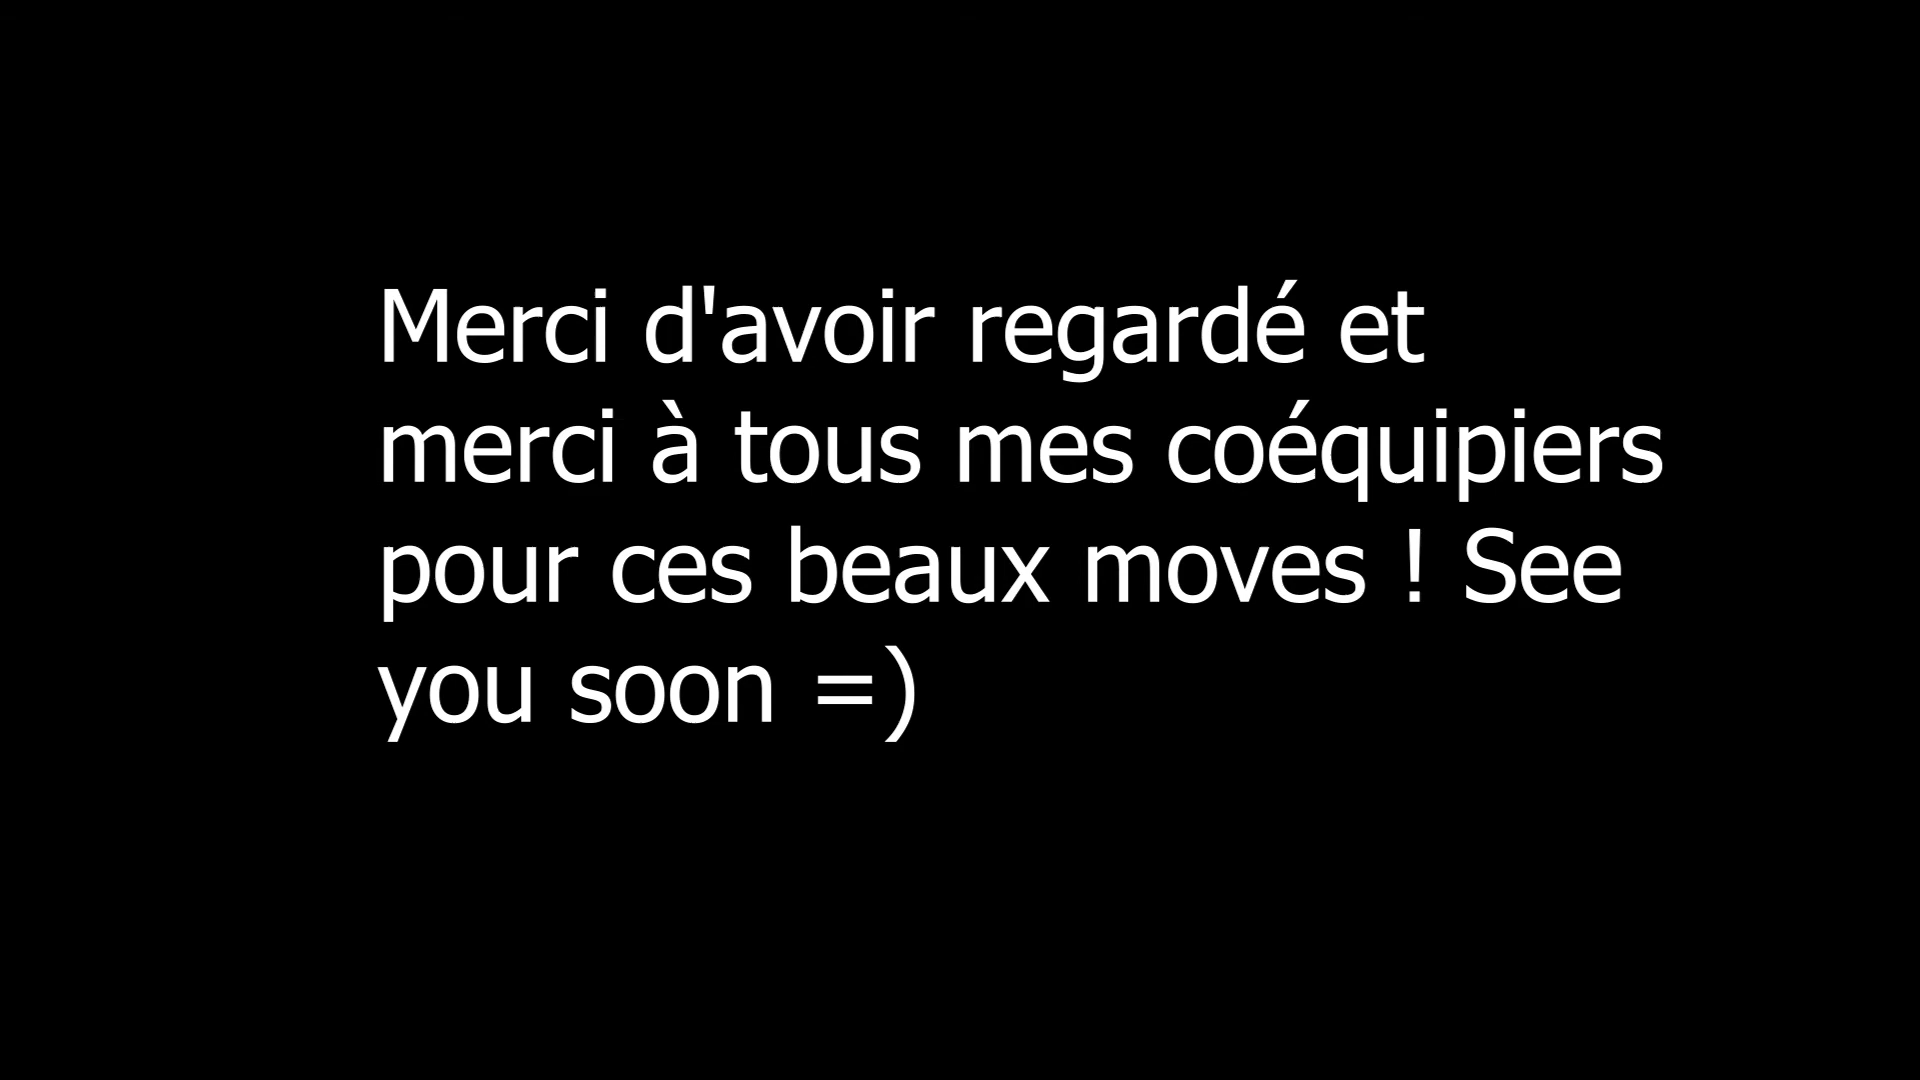 Merci d'avoir regardé et
merci à tous mes coéquipiers
pour ces beaux moves ! See
you soon =)